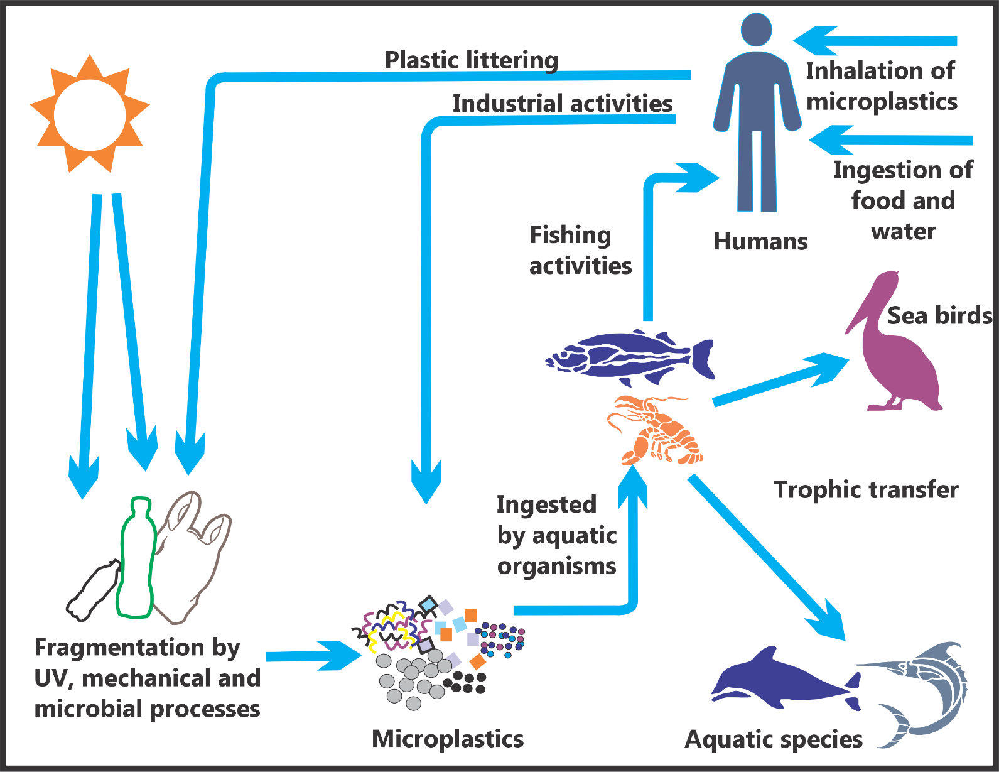 Plastic littering
Inhalation of
microplastics
Industrial activities
Ingestion of
food and
water
Fishing
activities
Humans
Sea birds
Trophic transfer
Ingested
by aquatic
organisms
Fragmentation by
UV, mechanical and
microbial processes
Microplastics
Aquatic species